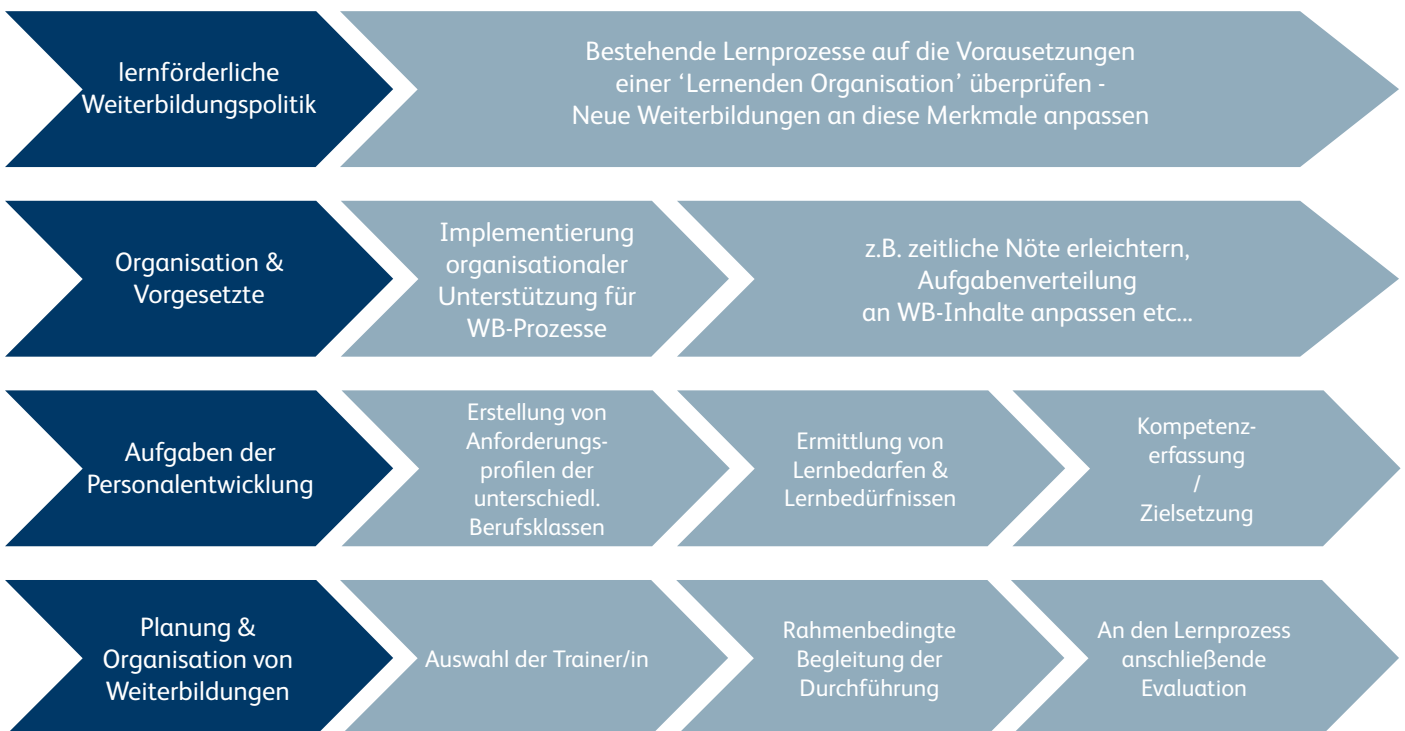 lernförderliche
Weiterbildungspolitik
Bestehende Lernprozesse auf die Vorausetzungen
einer ‘Lernenden Organisation’ überprüfen -
Neue Weiterbildungen an diese Merkmale anpassen
Organisation &
Vorgesetzte
Implementierung
organisationaler
Unterstützung für
WB-Prozesse
z.B. zeitliche Nöte erleichtern,
Aufgabenverteilung
an WB-Inhalte anpassen etc...
Aufgaben der
Personalentwicklung
Erstellung von
Anforderungs-
profilen der
unterschiedl.
Berufsklassen
Ermittlung von
Lernbedarfen &
Lernbedürfnissen
Kompetenz-
erfassung
/
Zielsetzung
Planung &
Organisation von
Weiterbildungen
Auswahl der Trainer/in
Rahmenbedingte
Begleitung der
Durchführung
An den Lernprozess
anschließende
Evaluation